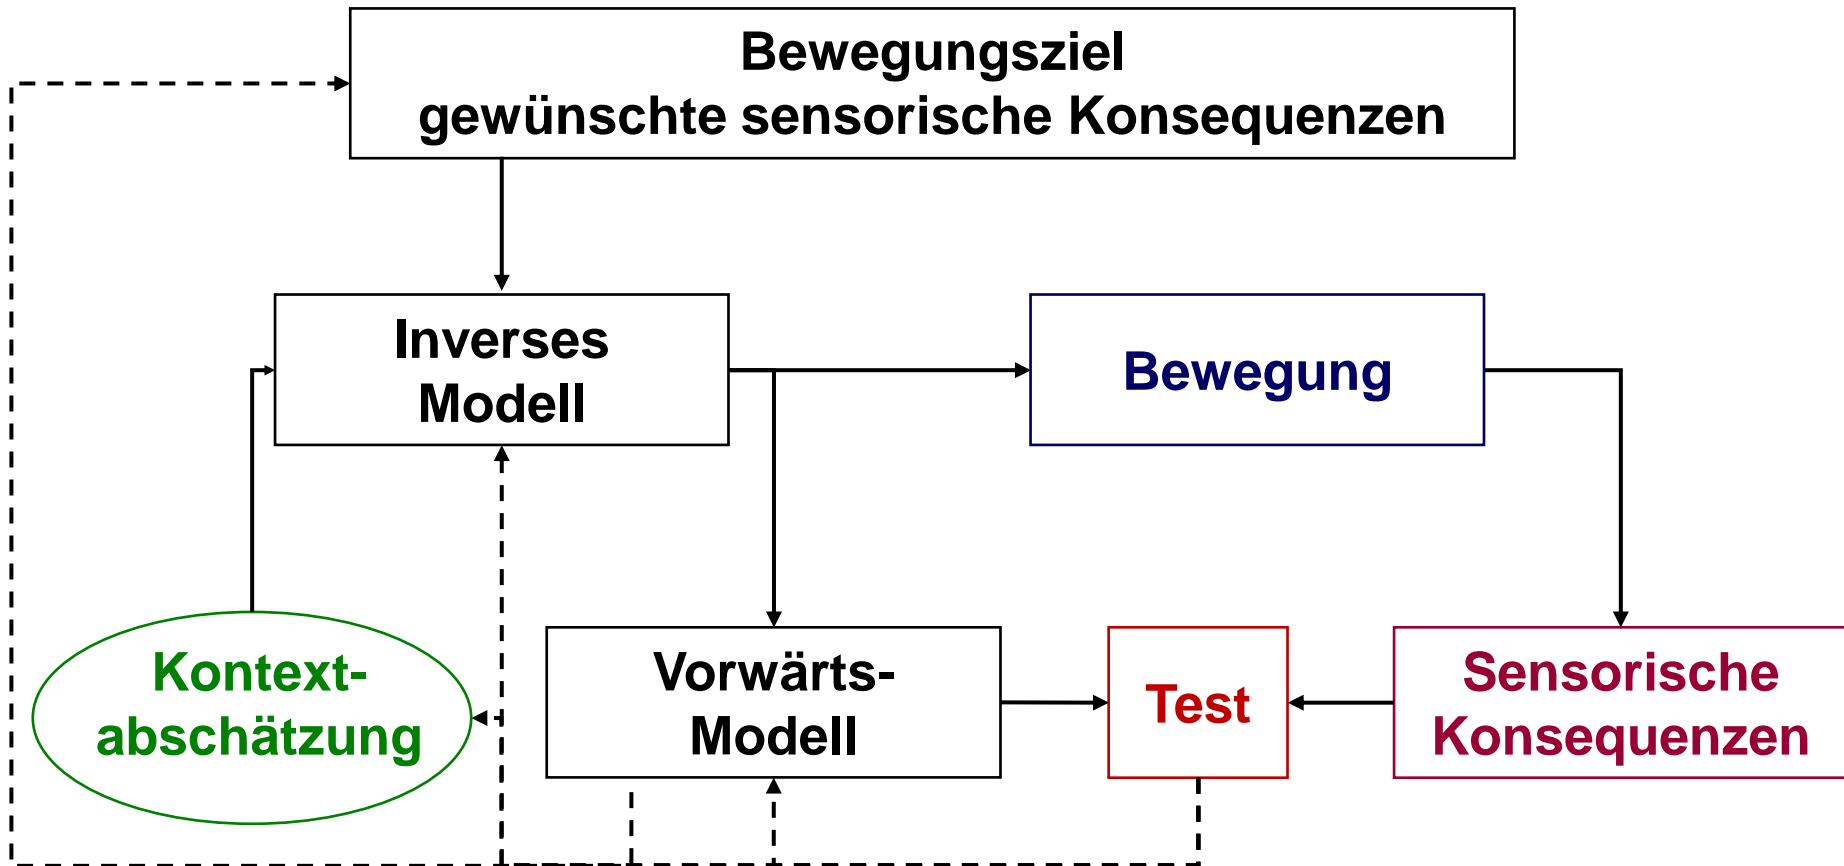 Bewegungsziel
gewünschte sensorische Konsequenzen
Inverses
Modell
Bewegung
Kontext-
abschätzung
Vorwärts-
Modell
Test
Sensorische
Konsequenzen